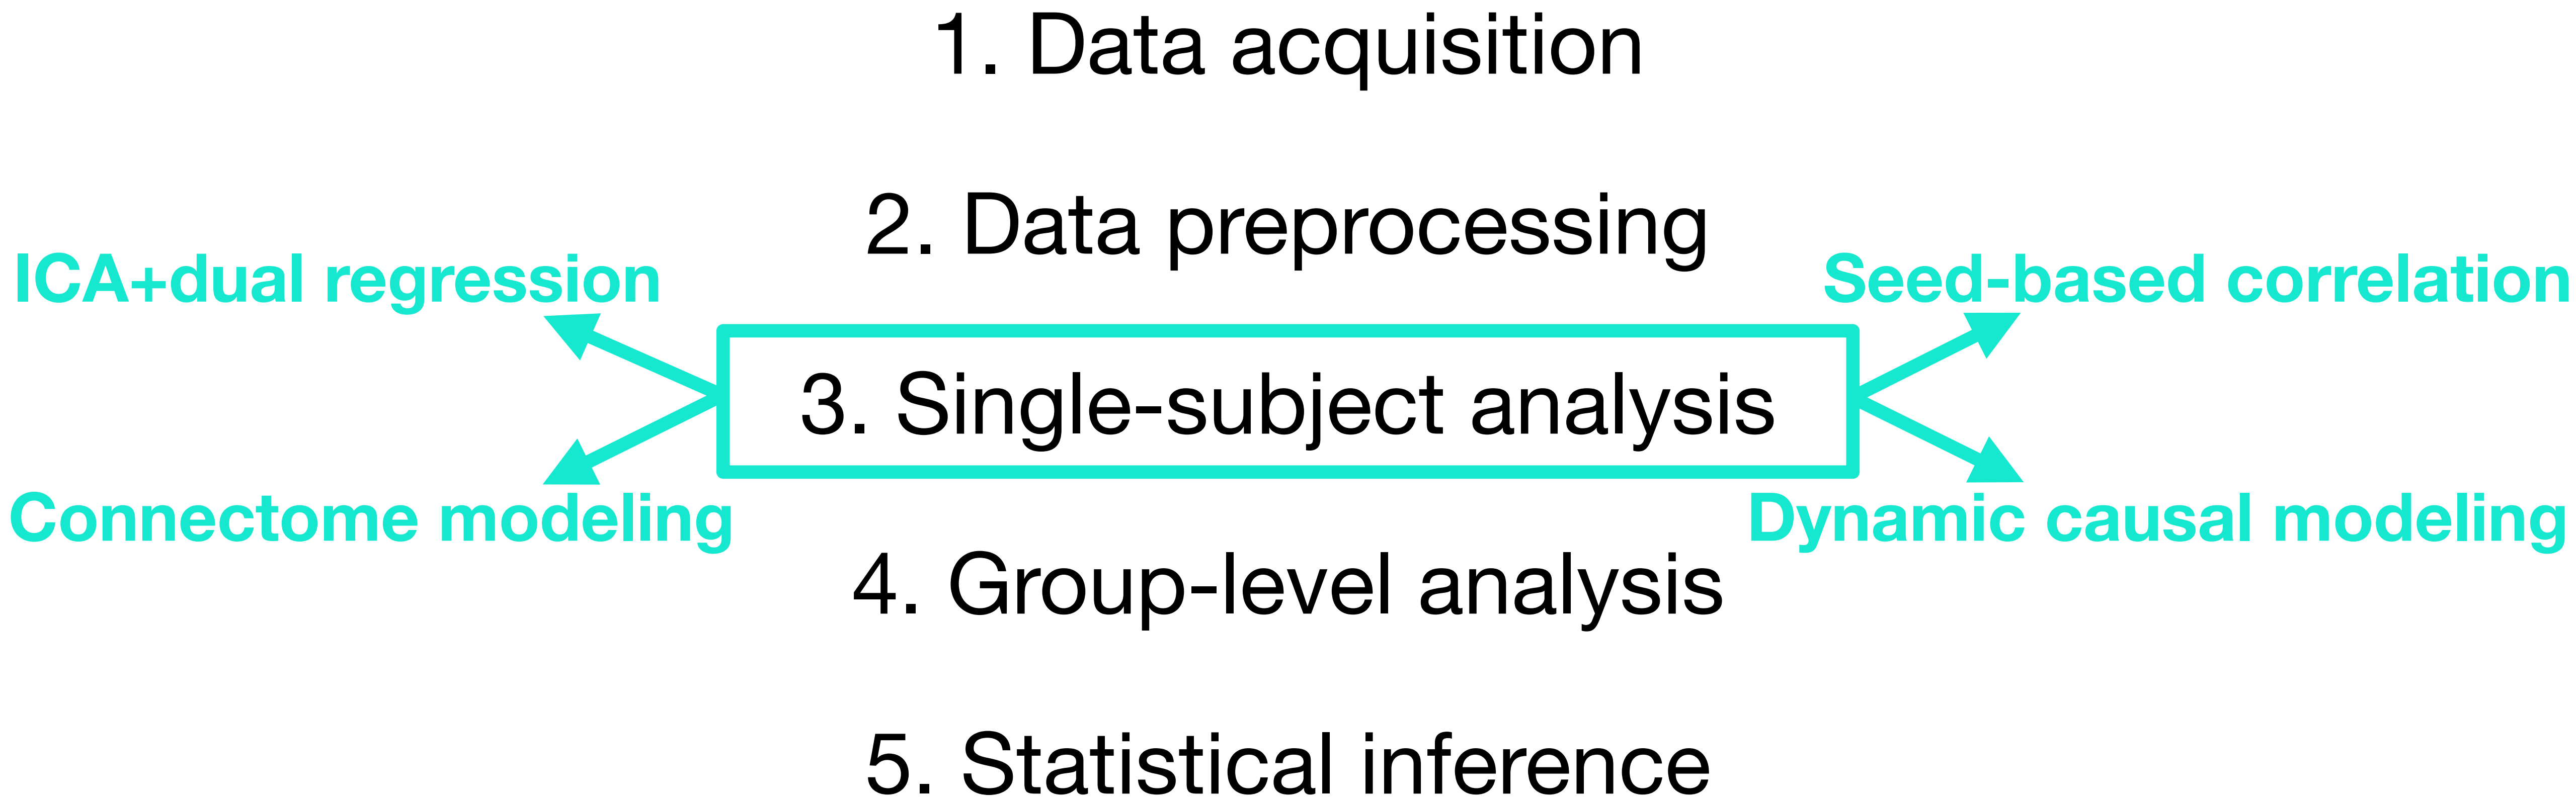 1. Data acquisition
2. Data preprocessing
ICA+dual regression
Seed-based correlation
3. Single-subject analysis
Connectome modeling
Dynamic causal modeling
4. Group-level analysis
5. Statistical inference